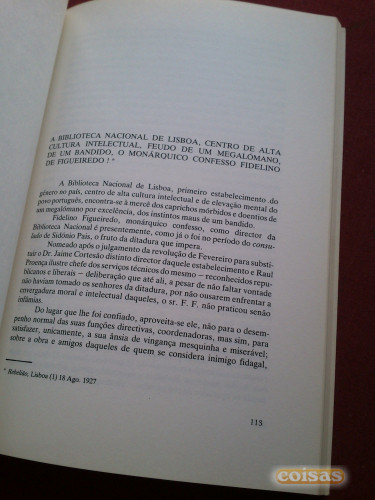 A BIBLIOTECA NACIONAL DE LISBOA, CENTRO DE ALTA
CULTURA INTELECTUAL, FEUDO DE UM MEGALÓMANO,
DE UM BANDIDO, O MONÁRQUICO CONFESSO FIDELINO
DE FIGUEIREDO ! *
A Biblioteca Nacional de Lisboa, primeiro estabelecimento do
género no país, centro de alta cultura intelectual e de elevação mental do
povo português, encontra-se à mercê dos caprichos mórbidos e doentios de
um megalómano por excelência, dos instintos maus de um bandido.
Fidelino Figueiredo, monárquico confesso, como director da
Biblioteca Nacional é presentemente, como já o foi no período do consu-
lado de Sidónio Pais, o fruto da ditadura que impera.
Nomeado após o julgamento da revolução de Fevereiro para substi-
tuir o Dr. Jaime Cortesão distinto director daquele estabelecimento e Raul
Proença ilustre chefe dos serviços técnicos do mesmo – reconhecidos repu-
blicanos e liberais – deliberação que até ali, a pesar de não faltar vontade
não haviam tomado os senhores da ditadura, por não ousarem enfrentar a
envergadura moral e intelectual daqueles, o sr. F. F. não praticou senão
infâmias.
Do lugar que lhe foi confiado, aproveita-se ele, não para o desem-
penho normal das suas funções directivas, coordenadoras, mas sim, para
satisfazer, unicamente, a sua ânsia de vingança mesquinha e miserável;
sobre a obra e amigos daqueles de quem se considera inimigo fidagal,
* Rebelião, Lisboa (1) 18 Ago. 1927
113
coisas